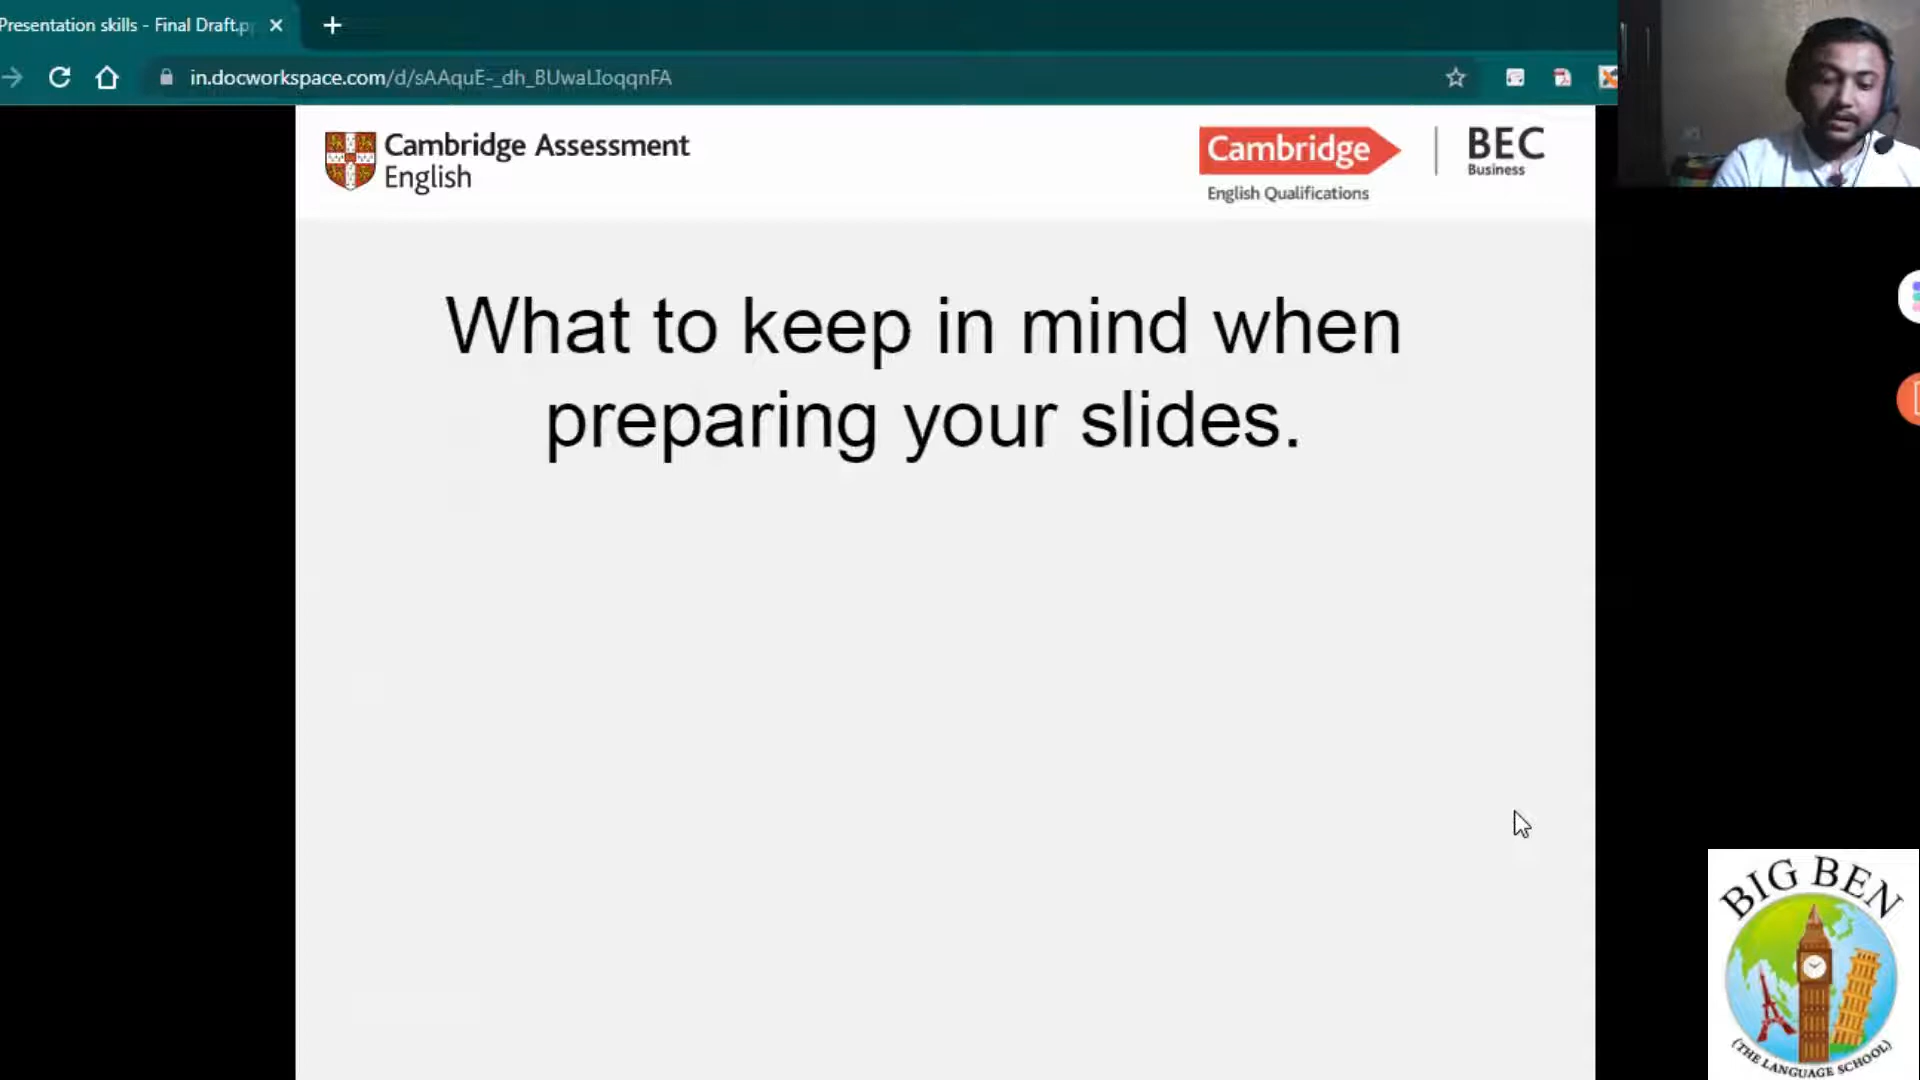 Presentation skills - Final Draft.p
in.docworkspace.com/d/sAAquE-_dh_BUwaLIoqqnFA
Cambridge Assessment
English
Cambridge
English Qualifications
BEC
Business
What to keep in mind when
preparing your slides.
BIG BEN
(THE LANGUAGE SCHOOL)